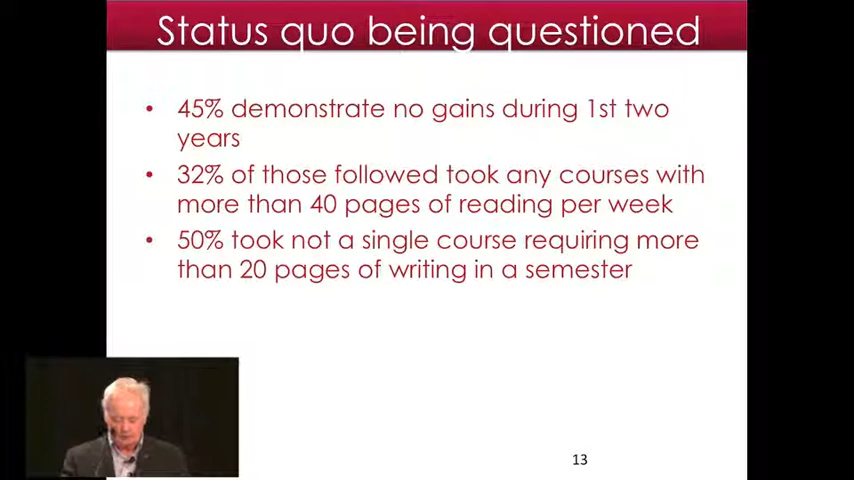 Status quo being questioned
• 45% demonstrate no gains during 1st two
years
• 32% of those followed took any courses with
more than 40 pages of reading per week
• 50% took not a single course requiring more
than 20 pages of writing in a semester
13